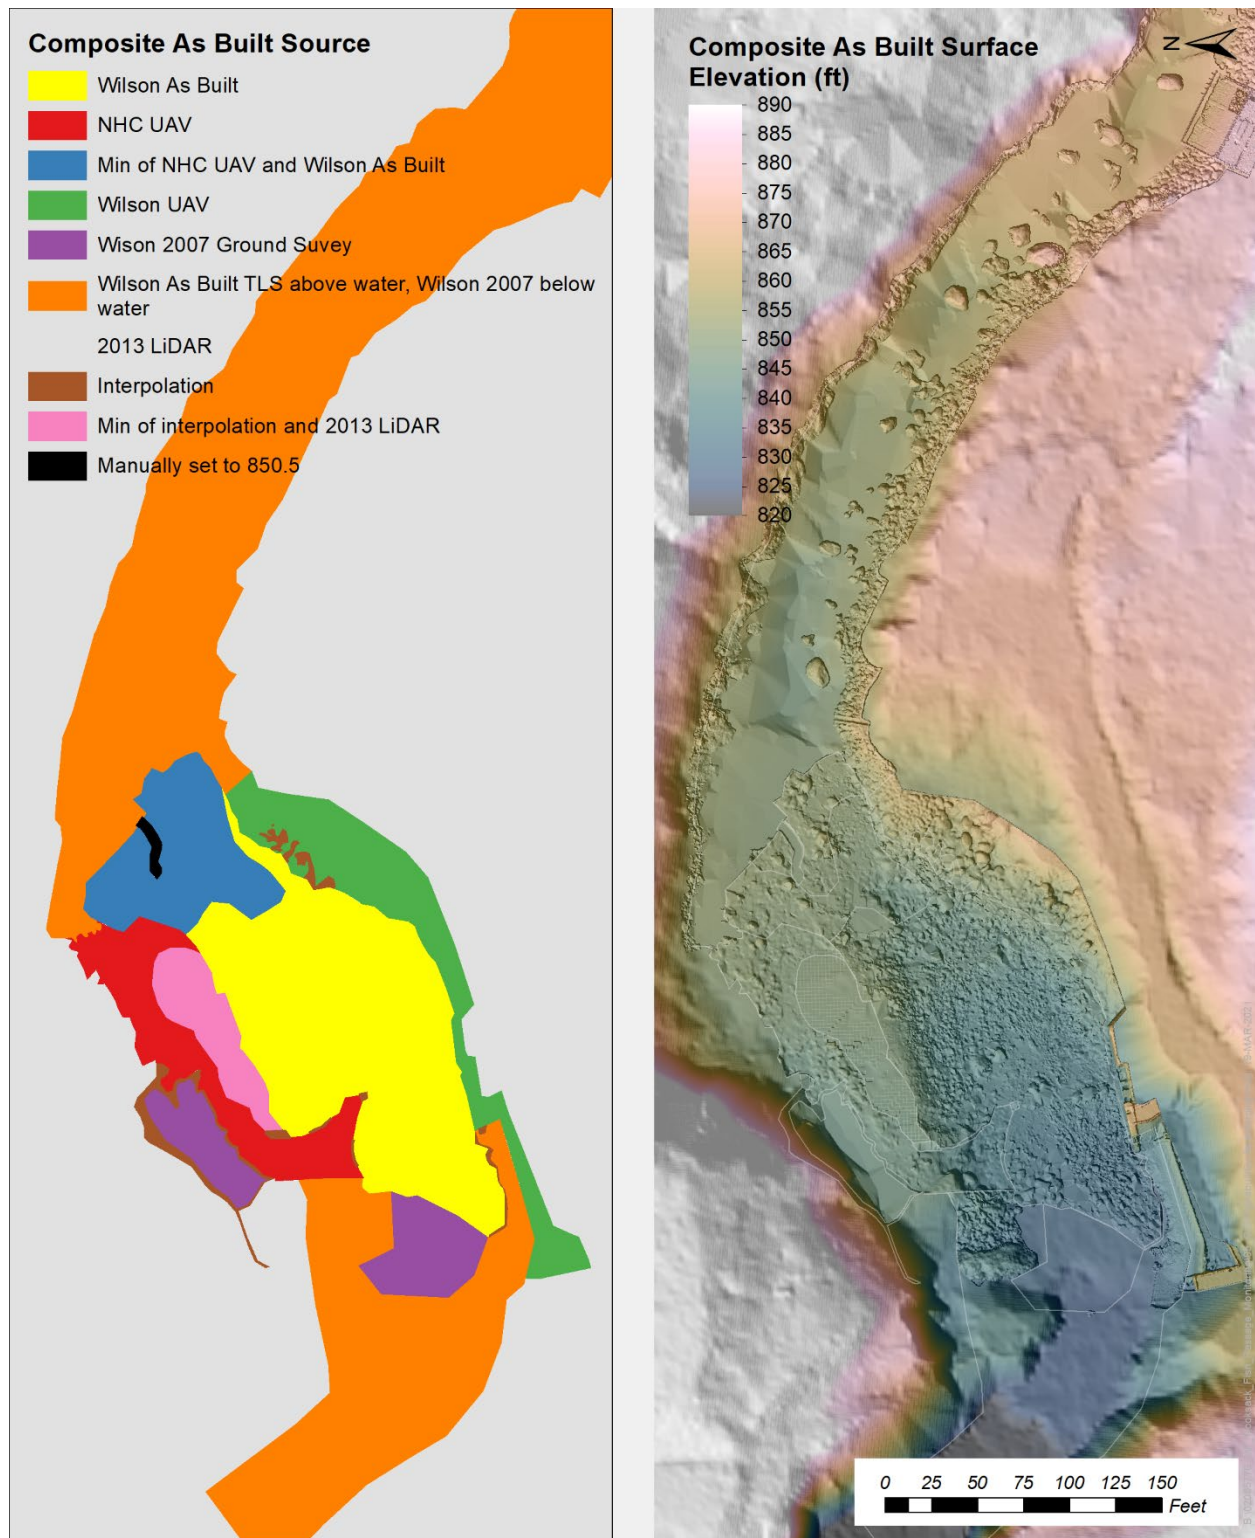 Composite As Built Source
Wilson As Built
NHC UAV
Min of NHC UAV and Wilson As Built
Wilson UAV
Wison 2007 Ground Suvey
Wilson As Built TLS above water, Wilson 2007 below
water
2013 LiDAR
Interpolation
Min of interpolation and 2013 LiDAR
Manually set to 850.5
Composite As Built Surface
Elevation (ft)
890
885
880
875
870
865
860
855
850
845
840
835
830
825
820
N
0 25 50 75 100 125 150
Feet